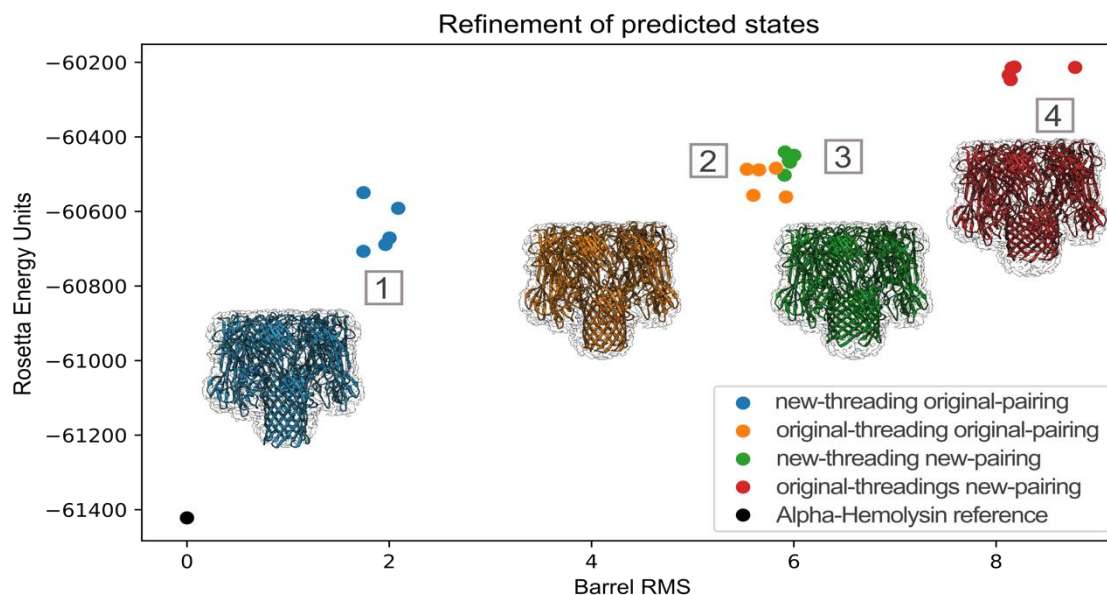 Refinement of predicted states
Rosetta Energy Units
−60200
−60400
−60600
−60800
−61000
−61200
−61400
1
2
3
4
new-threading original-pairing
original-threading original-pairing
new-threading new-pairing
original-threadings new-pairing
Alpha-Hemolysin reference
0 2 4 6 8
Barrel RMS